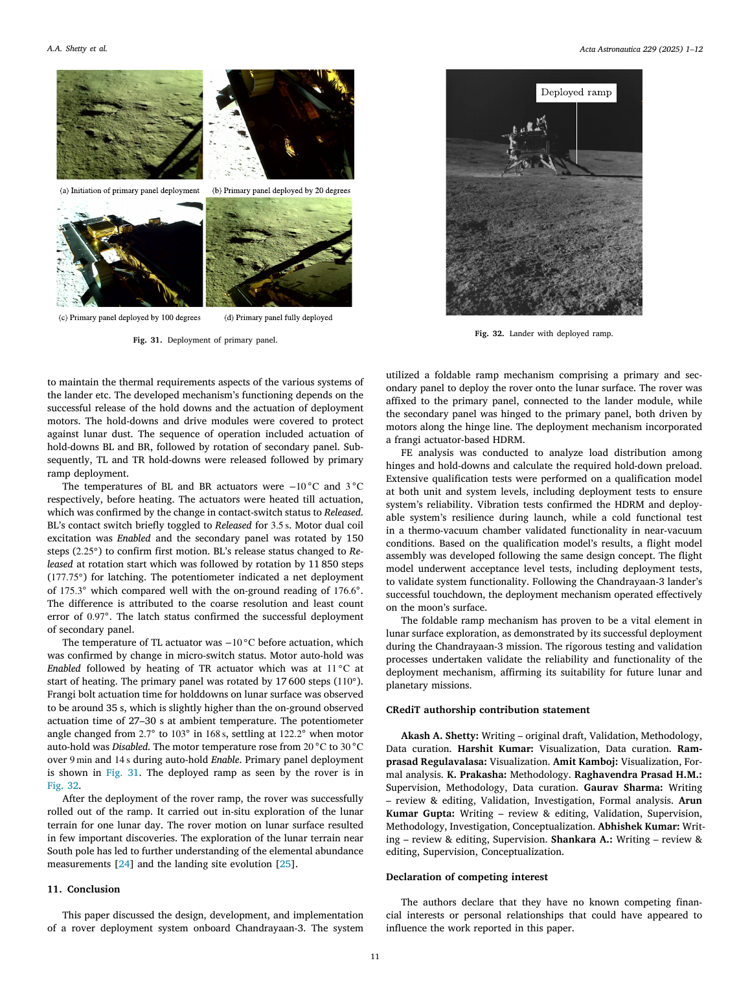 A.A. Shetty et al.
Acta Astronautica 229 (2025) 1–12
(a) Initiation of primary panel deployment
(b) Primary panel deployed by 20 degrees
(c) Primary panel deployed by 100 degrees
(d) Primary panel fully deployed
Fig. 31. Deployment of primary panel.
Deployed ramp
Fig. 32. Lander with deployed ramp.
to maintain the thermal requirements aspects of the various systems of
the lander etc. The developed mechanism's functioning depends on the
successful release of the hold downs and the actuation of deployment
motors. The hold-downs and drive modules were covered to protect
against lunar dust. The sequence of operation included actuation of
hold-downs BL and BR, followed by rotation of secondary panel. Sub-
sequently, TL and TR hold-downs were released followed by primary
ramp deployment.
The temperatures of BL and BR actuators were −10 °C and 3 °C
respectively, before heating. The actuators were heated till actuation,
which was confirmed by the change in contact-switch status to Released.
BL's contact switch briefly toggled to Released for 3.5 s. Motor dual coil
excitation was Enabled and the secondary panel was rotated by 150
steps (2.25°) to confirm first motion. BL's release status changed to Re-
leased at rotation start which was followed by rotation by 11 850 steps
(177.75°) for latching. The potentiometer indicated a net deployment
of 175.3° which compared well with the on-ground reading of 176.6°.
The difference is attributed to the coarse resolution and least count
error of 0.97°. The latch status confirmed the successful deployment
of secondary panel.
The temperature of TL actuator was −10 °C before actuation, which
was confirmed by change in micro-switch status. Motor auto-hold was
Enabled followed by heating of TR actuator which was at 11 °C at
start of heating. The primary panel was rotated by 17 600 steps (110°).
Frangi bolt actuation time for holddowns on lunar surface was observed
to be around 35 s, which is slightly higher than the on-ground observed
actuation time of 27–30 s at ambient temperature. The potentiometer
angle changed from 2.7° to 103° in 168 s, settling at 122.2° when motor
auto-hold was Disabled. The motor temperature rose from 20 °C to 30 °C
over 9 min and 14 s during auto-hold Enable. Primary panel deployment
is shown in Fig. 31. The deployed ramp as seen by the rover is in
Fig. 32.
After the deployment of the rover ramp, the rover was successfully
rolled out of the ramp. It carried out in-situ exploration of the lunar
terrain for one lunar day. The rover motion on lunar surface resulted
in few important discoveries. The exploration of the lunar terrain near
South pole has led to further understanding of the elemental abundance
measurements [24] and the landing site evolution [25].
11. Conclusion
This paper discussed the design, development, and implementation
of a rover deployment system onboard Chandrayaan-3. The system
utilized a foldable ramp mechanism comprising a primary and sec-
ondary panel to deploy the rover onto the lunar surface. The rover was
affixed to the primary panel, connected to the lander module, while
the secondary panel was hinged to the primary panel, both driven by
motors along the hinge line. The deployment mechanism incorporated
a frangi actuator-based HDRM.
FE analysis was conducted to analyze load distribution among
hinges and hold-downs and calculate the required hold-down preload.
Extensive qualification tests were performed on a qualification model
at both unit and system levels, including deployment tests to ensure
system's reliability. Vibration tests confirmed the HDRM and deploy-
able system's resilience during launch, while a cold functional test
in a thermo-vacuum chamber validated functionality in near-vacuum
conditions. Based on the qualification model's results, a flight model
assembly was developed following the same design concept. The flight
model underwent acceptance level tests, including deployment tests,
to validate system functionality. Following the Chandrayaan-3 lander's
successful touchdown, the deployment mechanism operated effectively
on the moon's surface.
The foldable ramp mechanism has proven to be a vital element in
lunar surface exploration, as demonstrated by its successful deployment
during the Chandrayaan-3 mission. The rigorous testing and validation
processes undertaken validate the reliability and functionality of the
deployment mechanism, affirming its suitability for future lunar and
planetary missions.
CRediT authorship contribution statement
Akash A. Shetty: Writing – original draft, Validation, Methodology,
Data curation. Harshit Kumar: Visualization, Data curation. Ram-
prasad Regulavalasa: Visualization. Amit Kamboj: Visualization, For-
mal analysis. K. Prakasha: Methodology. Raghavendra Prasad H.M.:
Supervision, Methodology, Data curation. Gaurav Sharma: Writing
– review & editing, Validation, Investigation, Formal analysis. Arun
Kumar Gupta: Writing – review & editing, Validation, Supervision,
Methodology, Investigation, Conceptualization. Abhishek Kumar: Writ-
ing – review & editing, Supervision. Shankara A.: Writing – review &
editing, Supervision, Conceptualization.
Declaration of competing interest
The authors declare that they have no known competing finan-
cial interests or personal relationships that could have appeared to
influence the work reported in this paper.
11